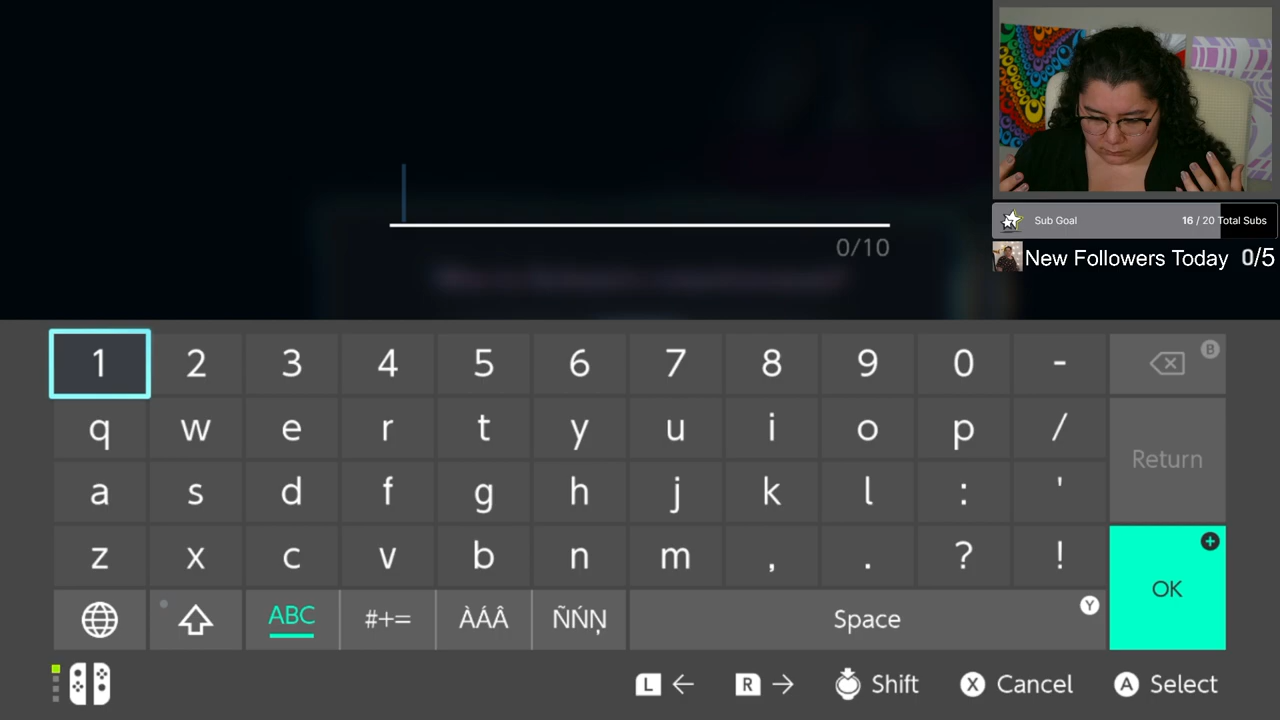 Sub Goal 16 / 20 Total Subs
New Followers Today 0/5
0/10
1 2 3 4 5 6 7 8 9 0 - B
q w e r t y u i o p / Return
a s d f g h j k l : '
z x c v b n m , . ? ! + OK
ABC #+= ÀÁÂ ÑŃŅ Space Y
L ← R → Shift X Cancel A Select